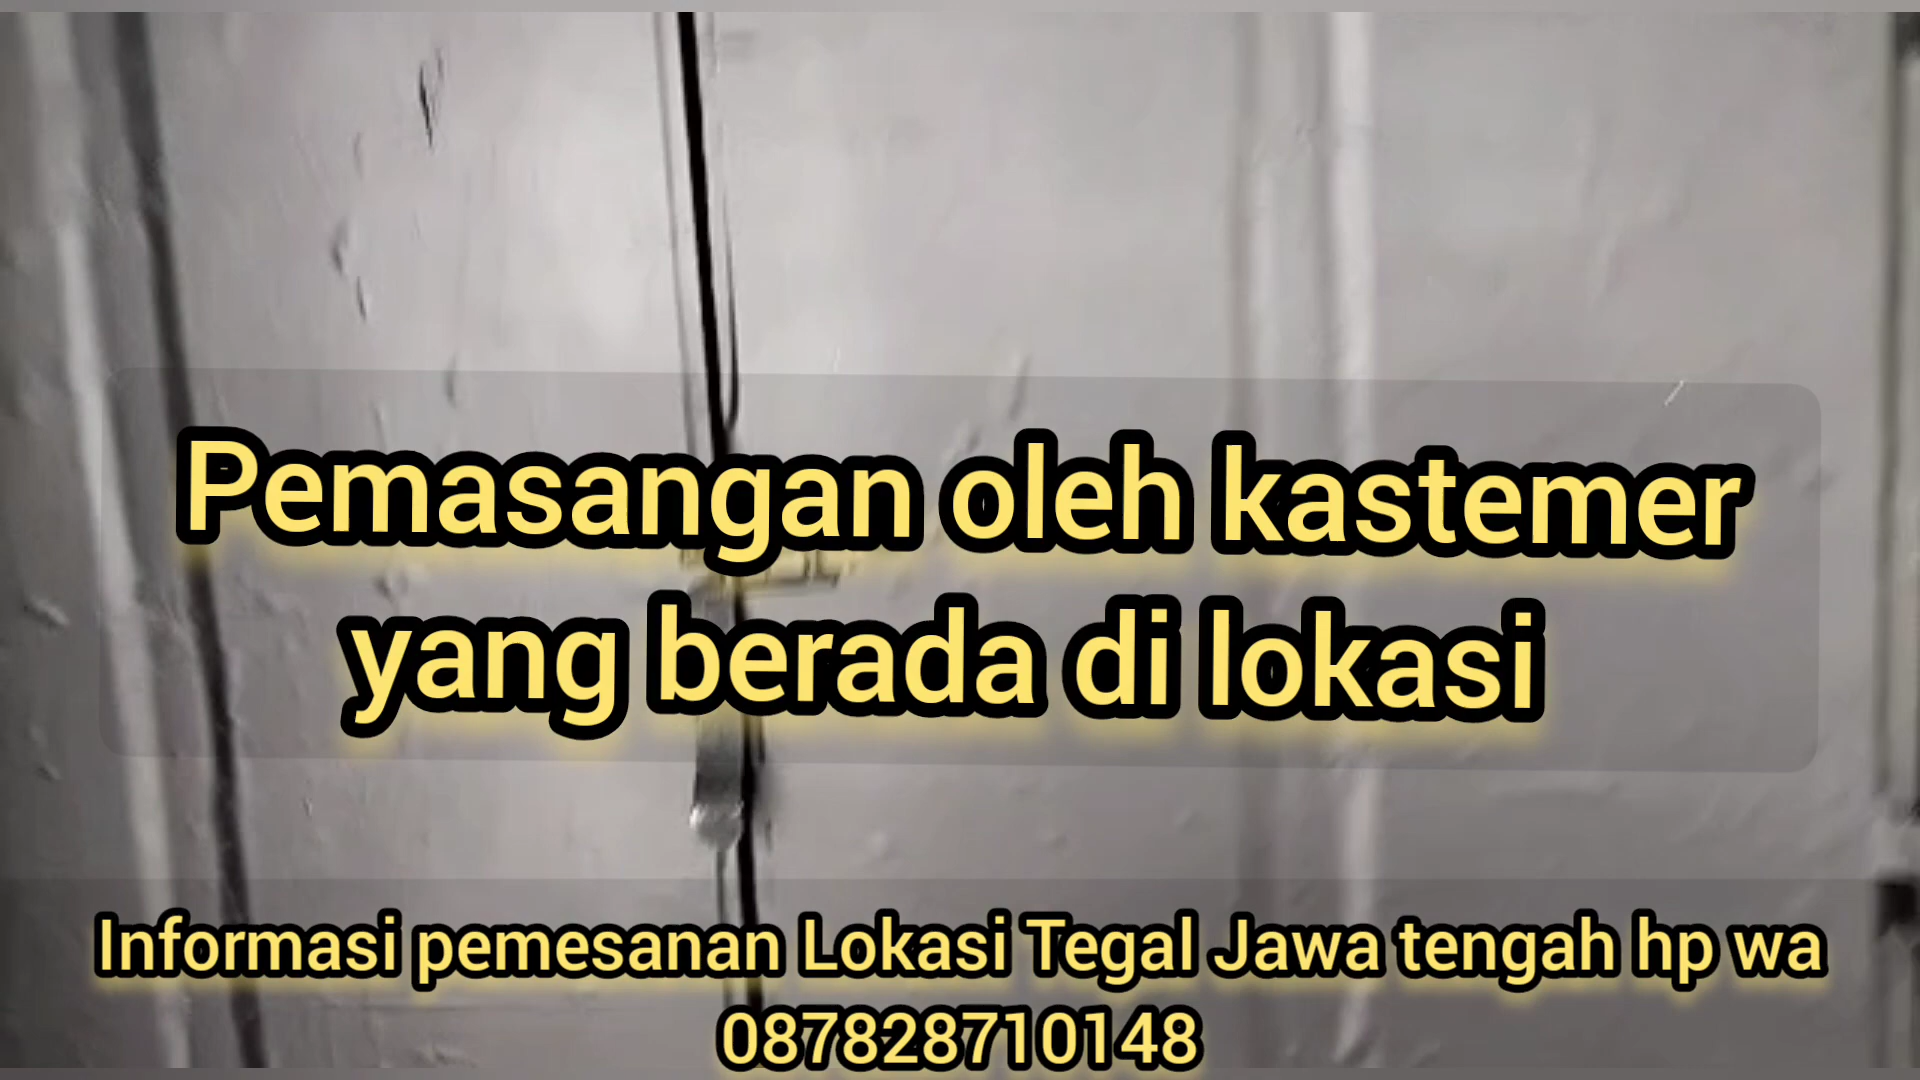 Pemasangan oleh kastemer
yang berada di lokasi
Informasi pemesanan Lokasi Tegal Jawa tengah hp wa
087828710148